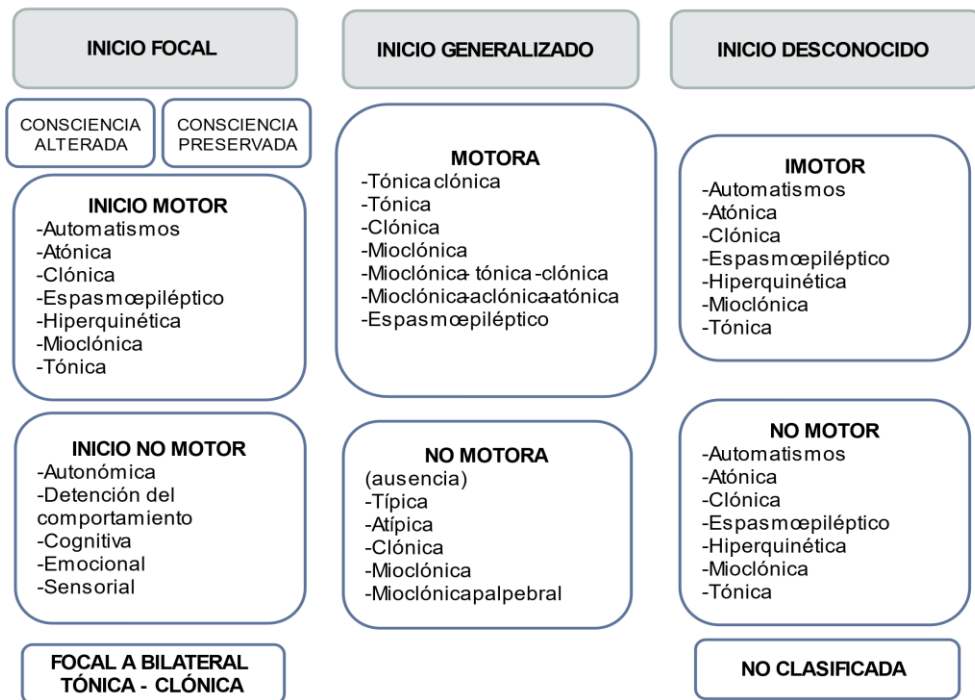 INICIO FOCAL
CONSCIENCIA
ALTERADA
CONSCIENCIA
PRESERVADA
INICIO MOTOR
-Automatismos
-Atónica
-Clónica
-Espasmoepiléptico
-Hiperquinética
-Mioclónica
-Tónica
INICIO NO MOTOR
-Autonómica
-Detención del
comportamiento
-Cognitiva
-Emocional
-Sensorial
FOCAL A BILATERAL
TÓNICA - CLÓNICA
INICIO GENERALIZADO
MOTORA
-Tónica clónica
-Tónica
-Clónica
-Mioclónica
-Mioclónica- tónica -clónica
-Mioclónica-aclónica-atónica
-Espasmoepiléptico
NO MOTORA
(ausencia)
-Típica
-Atípica
-Clónica
-Mioclónica
-Mioclónicapalpebral
INICIO DESCONOCIDO
IMOTOR
-Automatismos
-Atónica
-Clónica
-Espasmoepiléptico
-Hiperquinética
-Mioclónica
-Tónica
NO MOTOR
-Automatismos
-Atónica
-Clónica
-Espasmoepiléptico
-Hiperquinética
-Mioclónica
-Tónica
NO CLASIFICADA